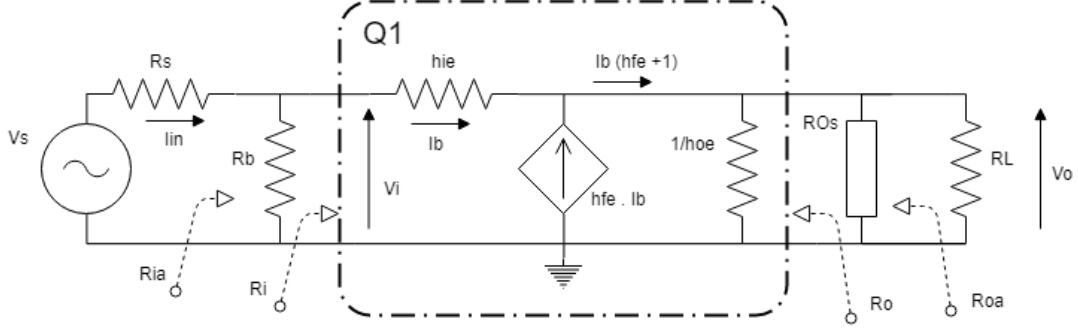 Q1
Rs
hie
Ib (hfe +1)
Vs
Iin
Ib
ROs
Rb
1/hoe
RL
Vi
hfe . Ib
Vo
Ria
Ri
Ro
Roa